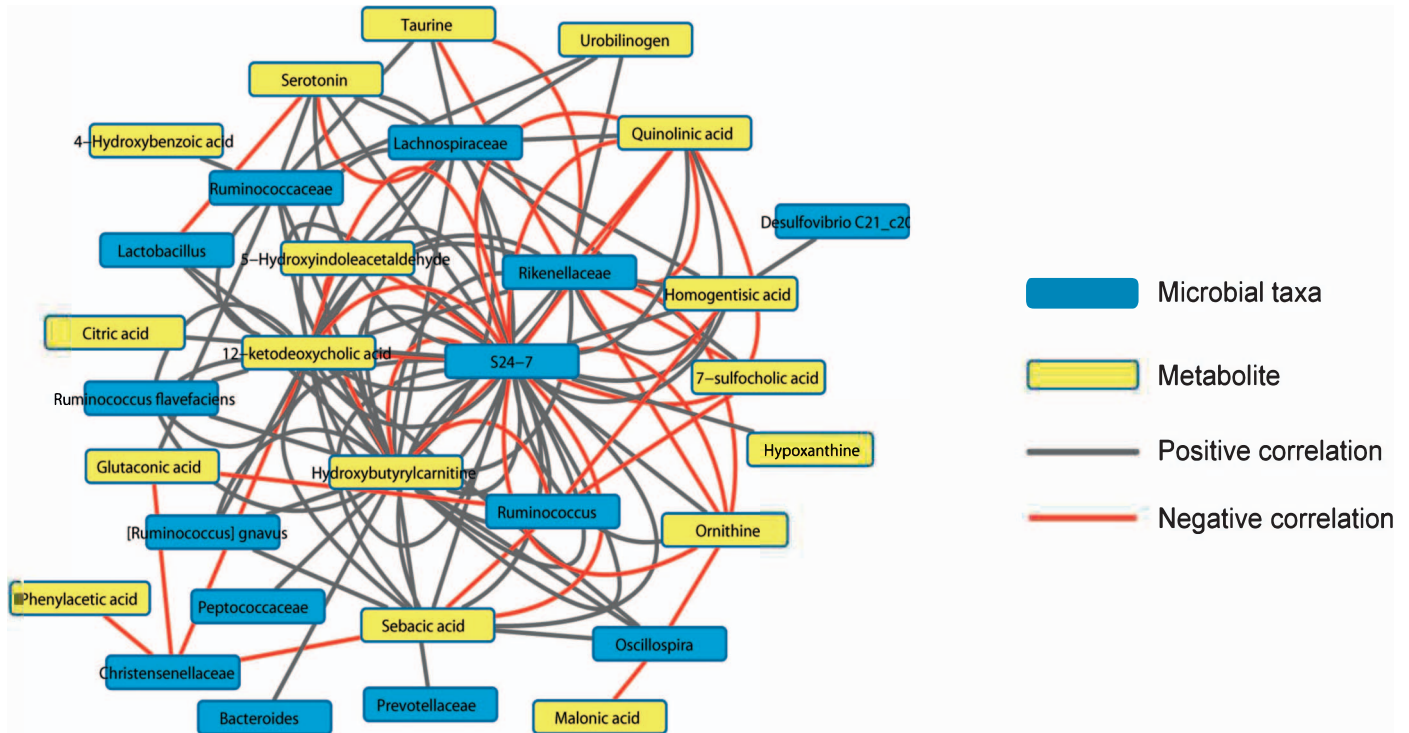 Taurine
Urobilinogen
Serotonin
4-Hydroxybenzoic acid
Lachnospiraceae
Quinolinic acid
Ruminococcaceae
Desulfovibrio C21_c20
Lactobacillus
5-Hydroxyindoleacetaldehyde
Rikenellaceae
Homogentisic acid
Microbial taxa
Citric acid
12-ketodeoxycholic acid
S24-7
7-sulfocholic acid
Metabolite
Ruminococcus flavefaciens
Hypoxanthine
Positive correlation
Glutaconic acid
Hydroxybutyrylcarnitine
Ruminococcus
Negative correlation
[Ruminococcus] gnavus
Ornithine
Phenylacetic acid
Peptococcaceae
Sebacic acid
Oscillospira
Christensenellaceae
Prevotellaceae
Bacteroides
Malonic acid